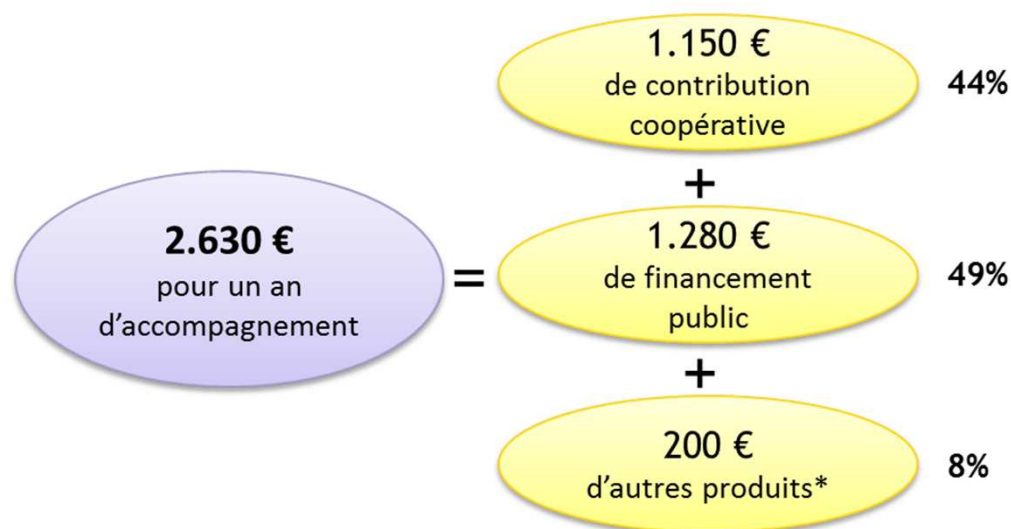 2.630 €
pour un an
d'accompagnement
=
1.150 €
de contribution
coopérative
44%
+
1.280 €
de financement
public
49%
+
200 €
d'autres produits*
8%